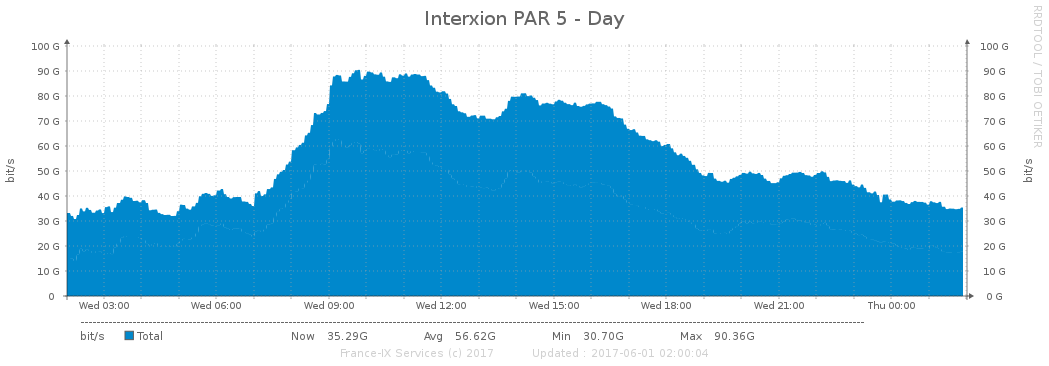 Interxion PAR 5 - Day
RRDTOOL / TOBI OETIKER
100 G 100 G
90 G 90 G
80 G 80 G
70 G 70 G
60 G 60 G
50 G 50 G
40 G 40 G
30 G 30 G
20 G 20 G
10 G 10 G
0 0 G
bit/s bit/s
Wed 03:00 Wed 06:00 Wed 09:00 Wed 12:00 Wed 15:00 Wed 18:00 Wed 21:00 Thu 00:00
bit/s Total Now 35.29G Avg 56.62G Min 30.70G Max 90.36G
France-IX Services (c) 2017 Updated : 2017-06-01 02:00:04